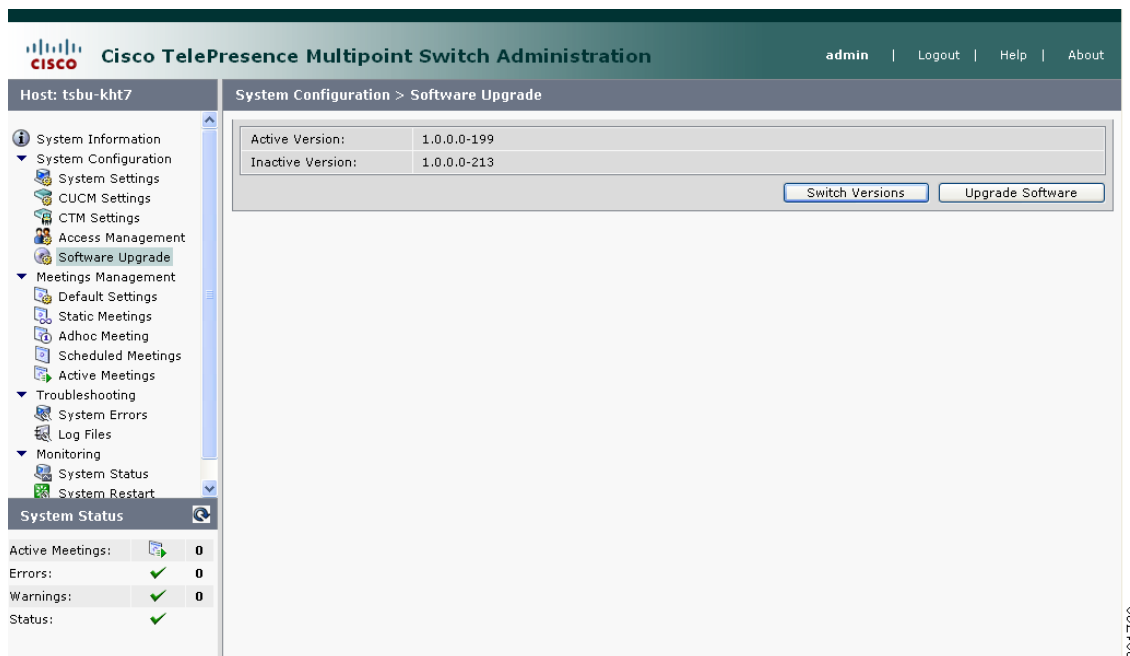 CISCO Cisco TelePresence Multipoint Switch Administration admin | Logout | Help | About
Host: tsbu-kht7
System Configuration > Software Upgrade
System Information
System Configuration
System Settings
CUCM Settings
CTM Settings
Access Management
Software Upgrade
Meetings Management
Default Settings
Static Meetings
Adhoc Meeting
Scheduled Meetings
Active Meetings
Troubleshooting
System Errors
Log Files
Monitoring
System Status
System Restart
Active Version: 1.0.0.0-199
Inactive Version: 1.0.0.0-213
Switch Versions Upgrade Software
System Status
Active Meetings: 0
Errors: 0
Warnings: 0
Status: